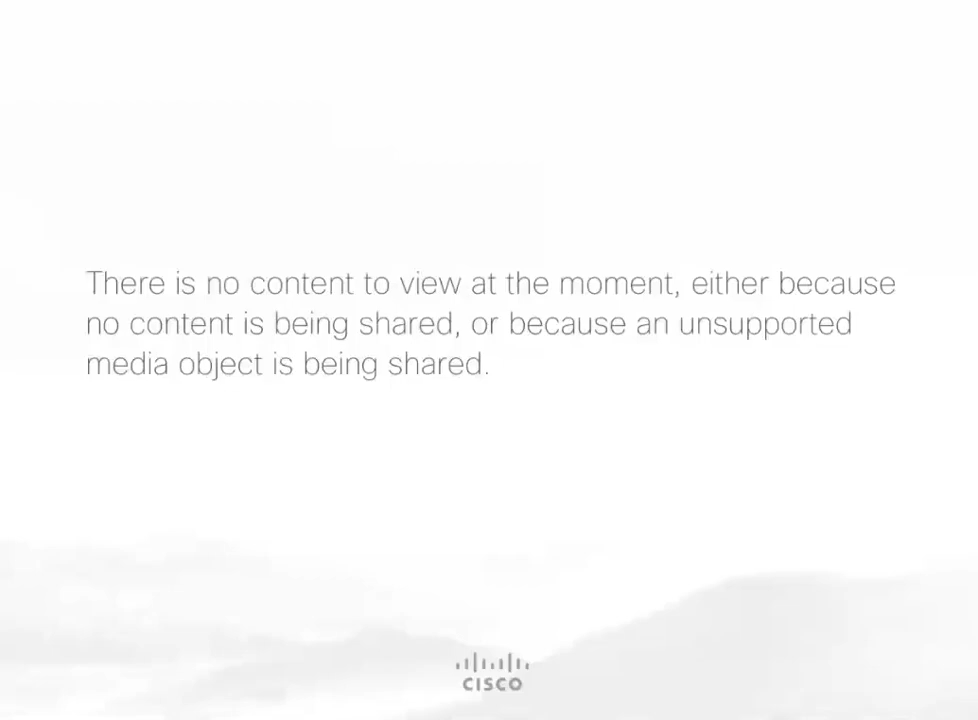 There is no content to view at the moment, either because
no content is being shared, or because an unsupported
media object is being shared.
CISCO